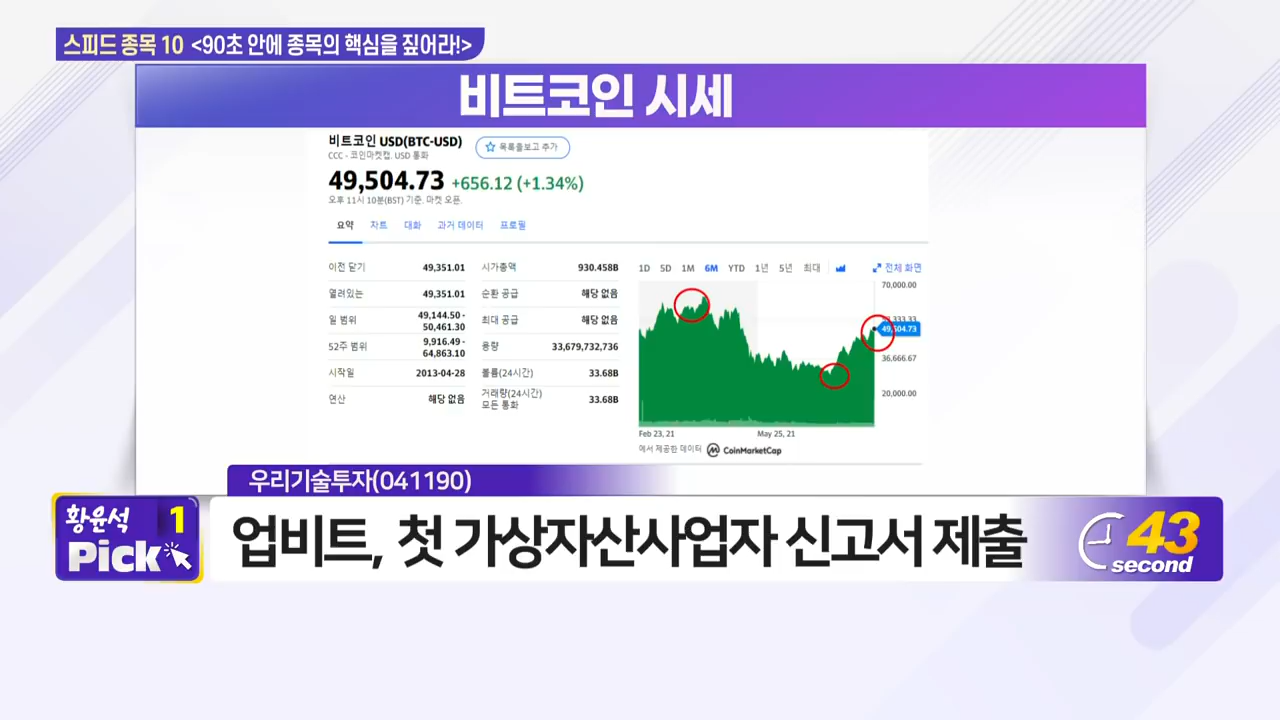 스피드 종목 10 <90초 안에 종목의 핵심을 짚어라!>
비트코인 시세
비트코인 USD(BTC-USD)
목록즐보고 추가
CCC - 코인마켓캡. USD 통화
49,504.73 +656.12 (+1.34%)
오후 11시 10분(BST) 기준. 마켓 오픈.
요약 차트 대화 과거 데이터 프로필
이전 닫기 49,351.01
열려있는 49,351.01
일 범위 49,144.50 - 50,461.30
52주 범위 9,916.49 - 64,863.10
시작일 2013-04-28
연산 해당 없음
시가총액 930.458B
순환 공급 해당 없음
최대 공급 해당 없음
용량 33,679,732,736
볼륨(24시간) 33.68B
거래량(24시간) 모든 통화 33.68B
1D 5D 1M 6M YTD 1년 5년 최대 전체 화면
70,000.00
49,504.73
36,666.67
20,000.00
Feb 23, 21 May 25, 21
에서 제공한 데이터 CoinMarketCap
우리기술투자(041190)
황윤석 1
Pick
업비트, 첫 가상자산사업자 신고서 제출
43
second